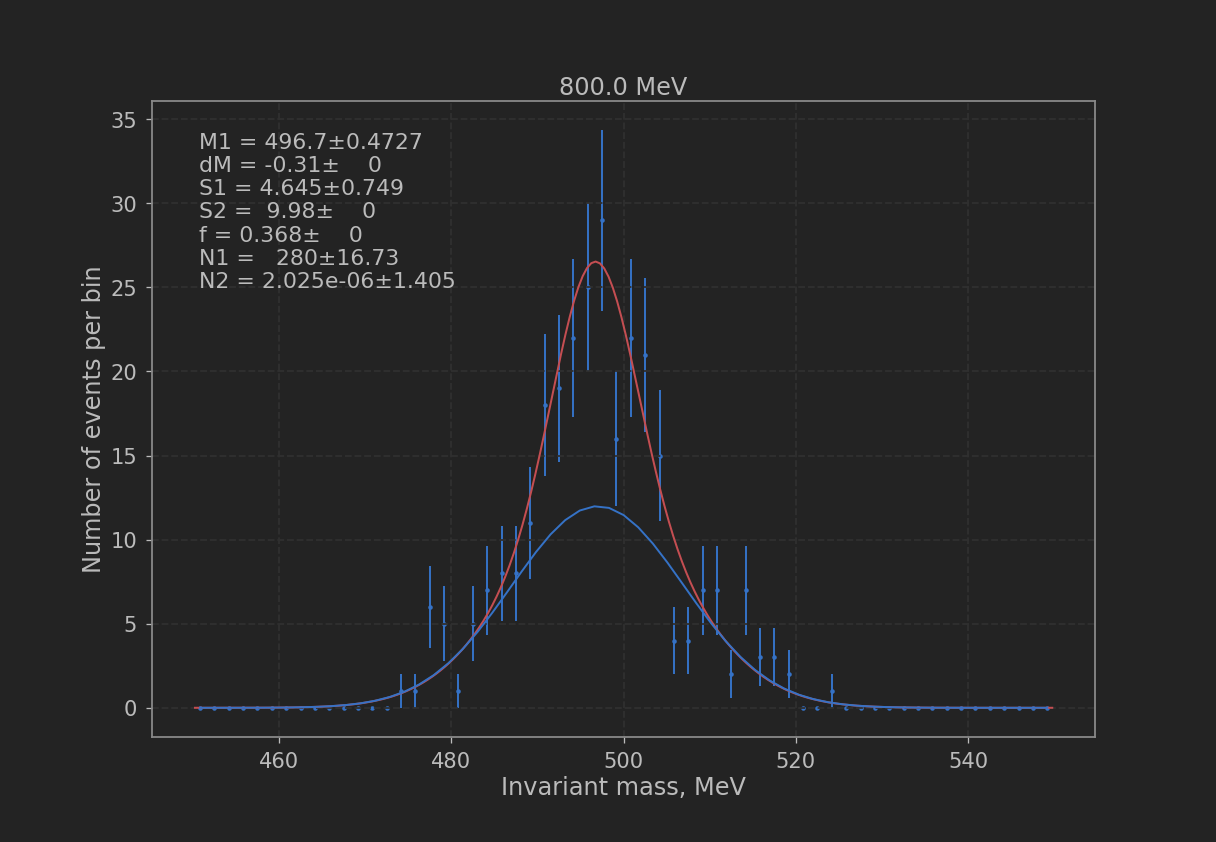 800.0 MeV
M1 = 496.7±0.4727
dM = -0.31±    0
S1 = 4.645±0.749
S2 =  9.98±    0
f = 0.368±    0
N1 =   280±16.73
N2 = 2.025e-06±1.405
Number of events per bin
35
30
25
20
15
10
5
0
460 480 500 520 540
Invariant mass, MeV